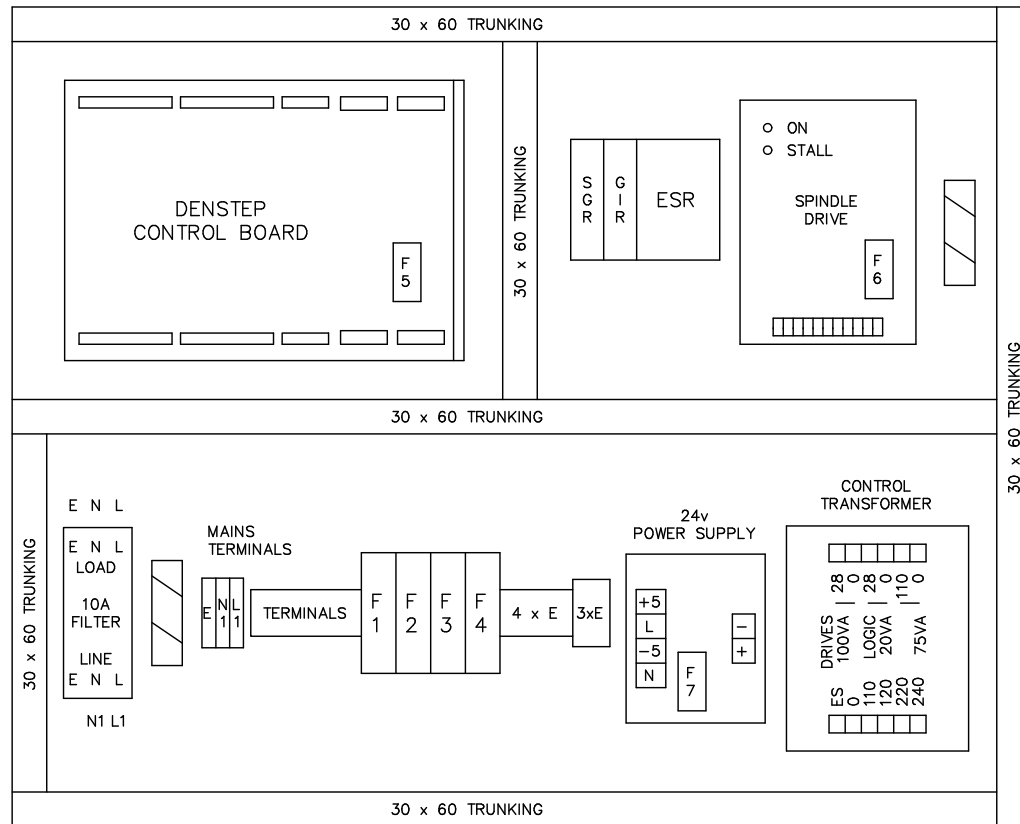 30 x 60 TRUNKING
DENSTEP
CONTROL BOARD
F
5
30 x 60 TRUNKING
S
G
R
G
I
R
ESR
ON
STALL
SPINDLE
DRIVE
F
6
30 x 60 TRUNKING
30 x 60 TRUNKING
30 x 60 TRUNKING
E N L
E N L
LOAD
10A
FILTER
LINE
E N L
N1 L1
MAINS
TERMINALS
E
N
1
L
1
TERMINALS
F
1
F
2
F
3
F
4
4 x E
3xE
24v
POWER SUPPLY
+5
L
-5
N
F
7
-
+
CONTROL
TRANSFORMER
28
0
28
0
110
0
DRIVES
100VA
LOGIC
20VA
75VA
ES
0
110
120
220
240
30 x 60 TRUNKING